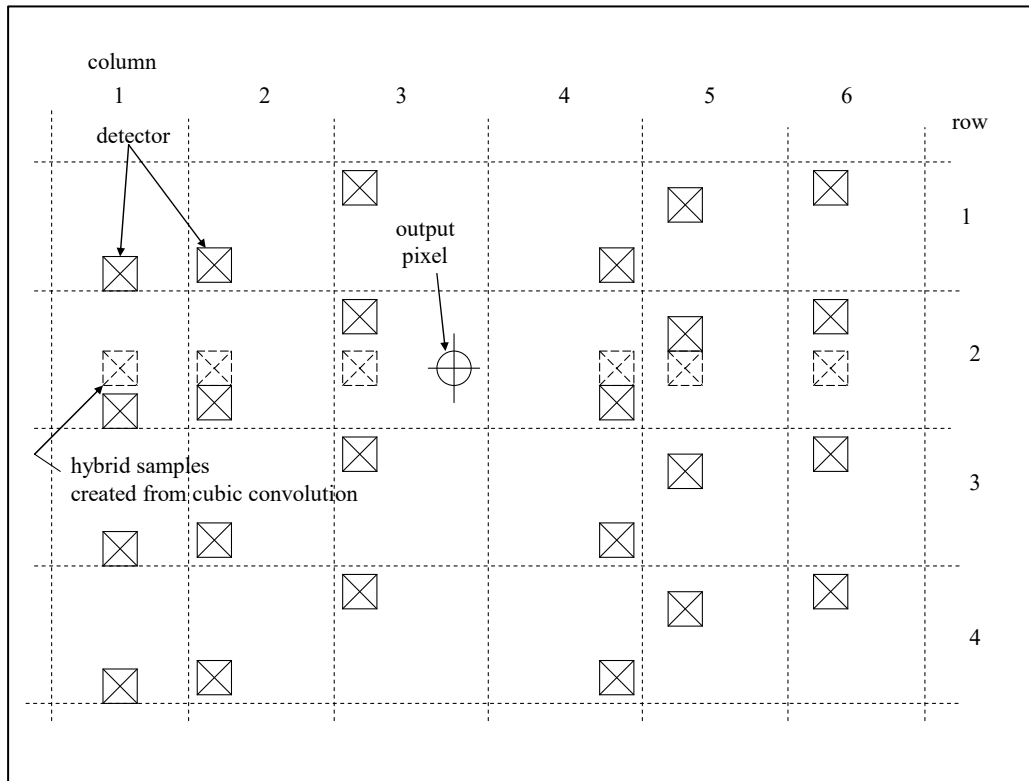 column
1 2 3 4 5 6
row
detector
1
output
pixel
2
hybrid samples
created from cubic convolution
3
4